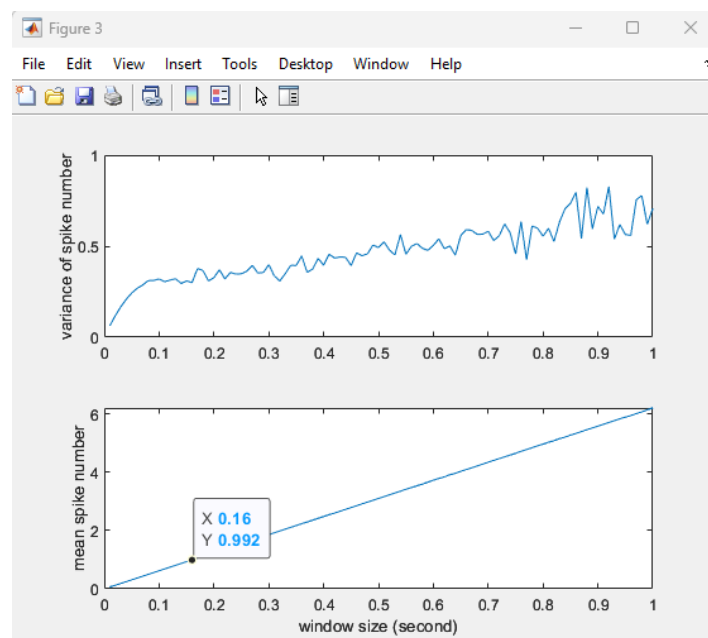 Figure 3
File Edit View Insert Tools Desktop Window Help
variance of spike number
1
0.5
0
0 0.1 0.2 0.3 0.4 0.5 0.6 0.7 0.8 0.9 1
mean spike number
6
4
2
0
X 0.16
Y 0.992
0 0.1 0.2 0.3 0.4 0.5 0.6 0.7 0.8 0.9 1
window size (second)